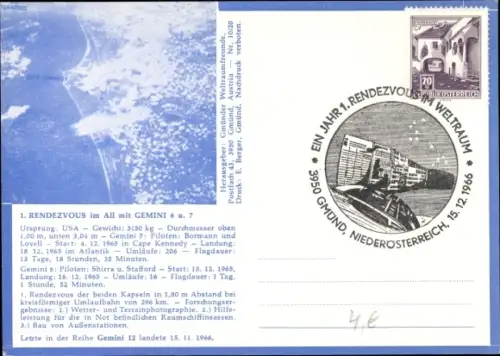 1. RENDEZVOUS im All mit GEMINI 6 u. 7
Ursprung: USA — Gewicht: 3130 kg — Durchmesser oben
1,00 m, unten 3,04 m — Gemini 7: Piloten: Bormann und
Lovell — Start: 4. 12. 1965 in Cape Kennedy — Landung:
18. 12. 1965 im Atlantik — Umläufe: 206 — Flugdauer:
13 Tage, 18 Stunden, 35 Minuten.
Gemini 6: Piloten: Shirra u. Stafford — Start: 15. 12. 1965,
Landung: 16. 12. 1965 — Umläufe: 16 — Flugdauer: 1 Tag,
1 Stunde, 52 Minuten.
1. Rendezvous der beiden Kapseln in 1,80 m Abstand bei
kreisförmiger Umlaufbahn von 296 km. — Forschungser-
gebnisse: 1.) Wetter- und Terrainphotographie. 2.) Hilfe-
leistung für die in Not befindlichen Raumschiffinsassen.
3.) Bau von Außenstationen.
Letzte in der Reihe Gemini 12 landete 15. 11. 1966.
Herausgeber: Gmünder Weltraumfreunde,
Postfach 43, 3950 Gmünd, Austria — Nr. 10/20
Druck: E. Berger, Gmünd, Nachdruck verboten.
70
REPUBLIK ÖSTERREICH
* EIN JAHR 1. RENDEZVOUS IM WELTRAUM *
3950 GMÜND, NIEDERÖSTERREICH, 15.12.1966
4,€